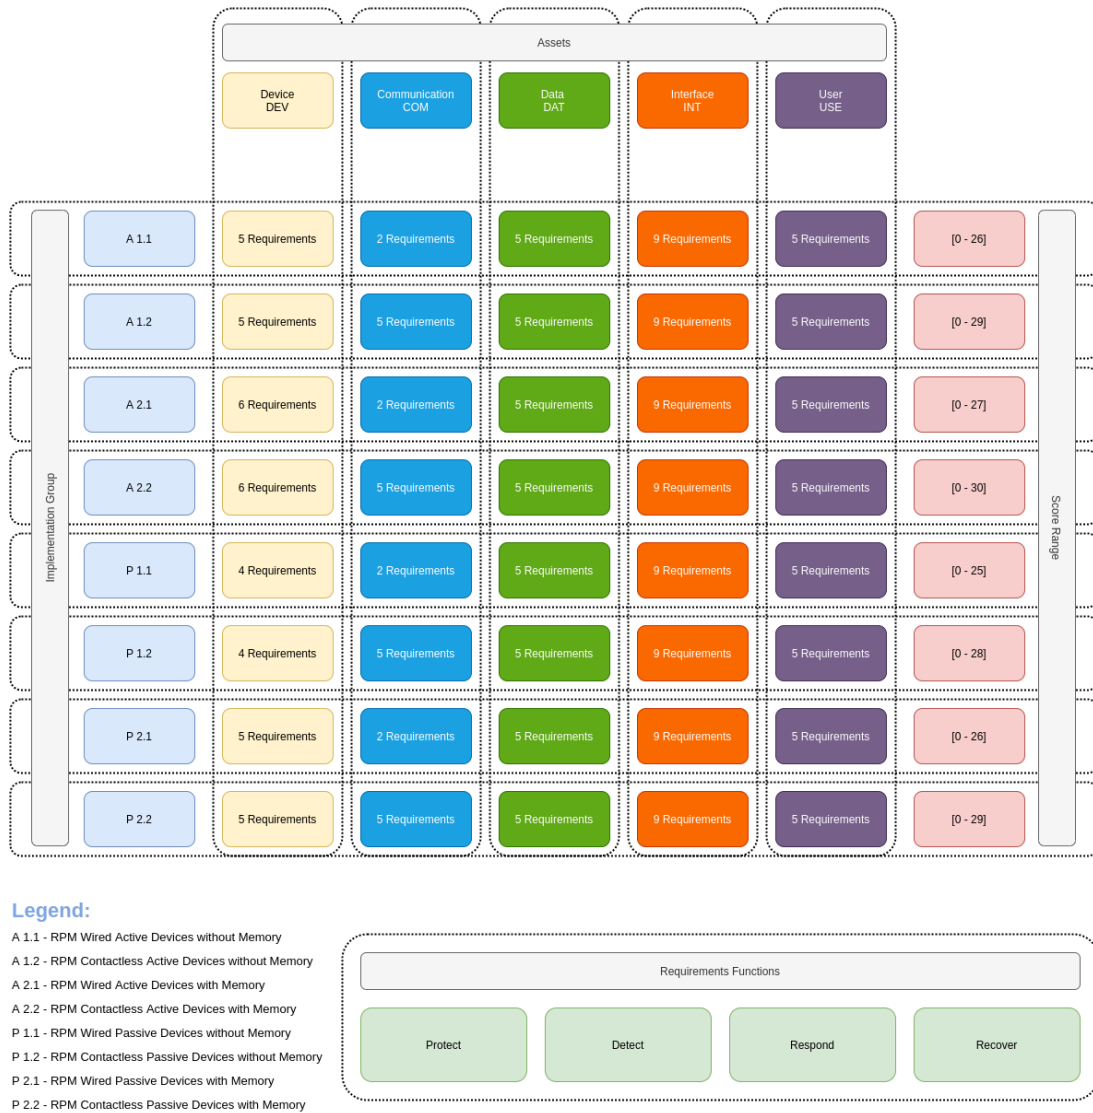 Assets
Device
DEV
Communication
COM
Data
DAT
Interface
INT
User
USE
Implementation Group
Score Range
A 1.1
5 Requirements
2 Requirements
5 Requirements
9 Requirements
5 Requirements
[0 - 26]
A 1.2
5 Requirements
5 Requirements
5 Requirements
9 Requirements
5 Requirements
[0 - 29]
A 2.1
6 Requirements
2 Requirements
5 Requirements
9 Requirements
5 Requirements
[0 - 27]
A 2.2
6 Requirements
5 Requirements
5 Requirements
9 Requirements
5 Requirements
[0 - 30]
P 1.1
4 Requirements
2 Requirements
5 Requirements
9 Requirements
5 Requirements
[0 - 25]
P 1.2
4 Requirements
5 Requirements
5 Requirements
9 Requirements
5 Requirements
[0 - 28]
P 2.1
5 Requirements
2 Requirements
5 Requirements
9 Requirements
5 Requirements
[0 - 26]
P 2.2
5 Requirements
5 Requirements
5 Requirements
9 Requirements
5 Requirements
[0 - 29]
Legend:
A 1.1 - RPM Wired Active Devices without Memory
A 1.2 - RPM Contactless Active Devices without Memory
A 2.1 - RPM Wired Active Devices with Memory
A 2.2 - RPM Contactless Active Devices with Memory
P 1.1 - RPM Wired Passive Devices without Memory
P 1.2 - RPM Contactless Passive Devices without Memory
P 2.1 - RPM Wired Passive Devices with Memory
P 2.2 - RPM Contactless Passive Devices with Memory
Requirements Functions
Protect
Detect
Respond
Recover